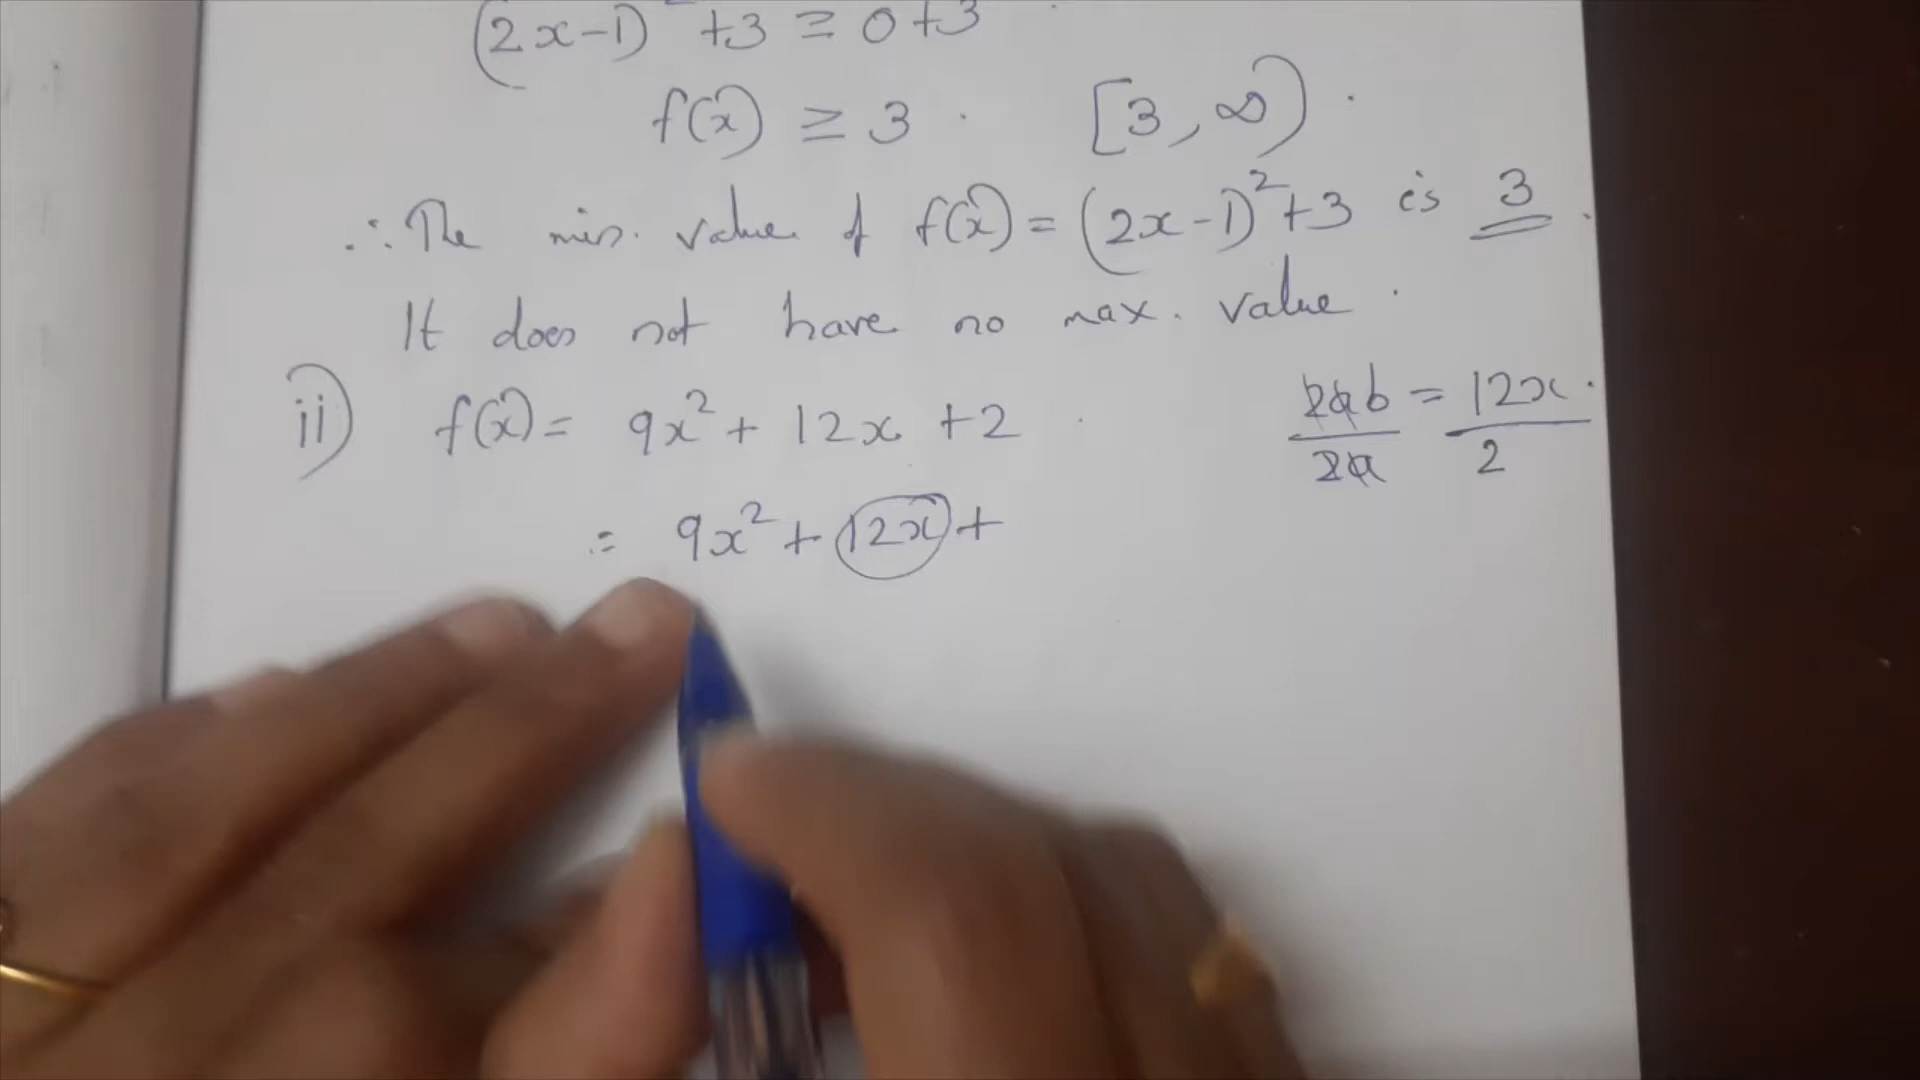 (2x-1)² +3 ≥ 0+3
f(x) ≥ 3. [3, ∞).
∴ The min. value of f(x) = (2x-1)²+3 is 3.
It does not have no max. value.
ii) f(x) = 9x² + 12x + 2
2ab/2a = 12x/2
= 9x² + 12x +